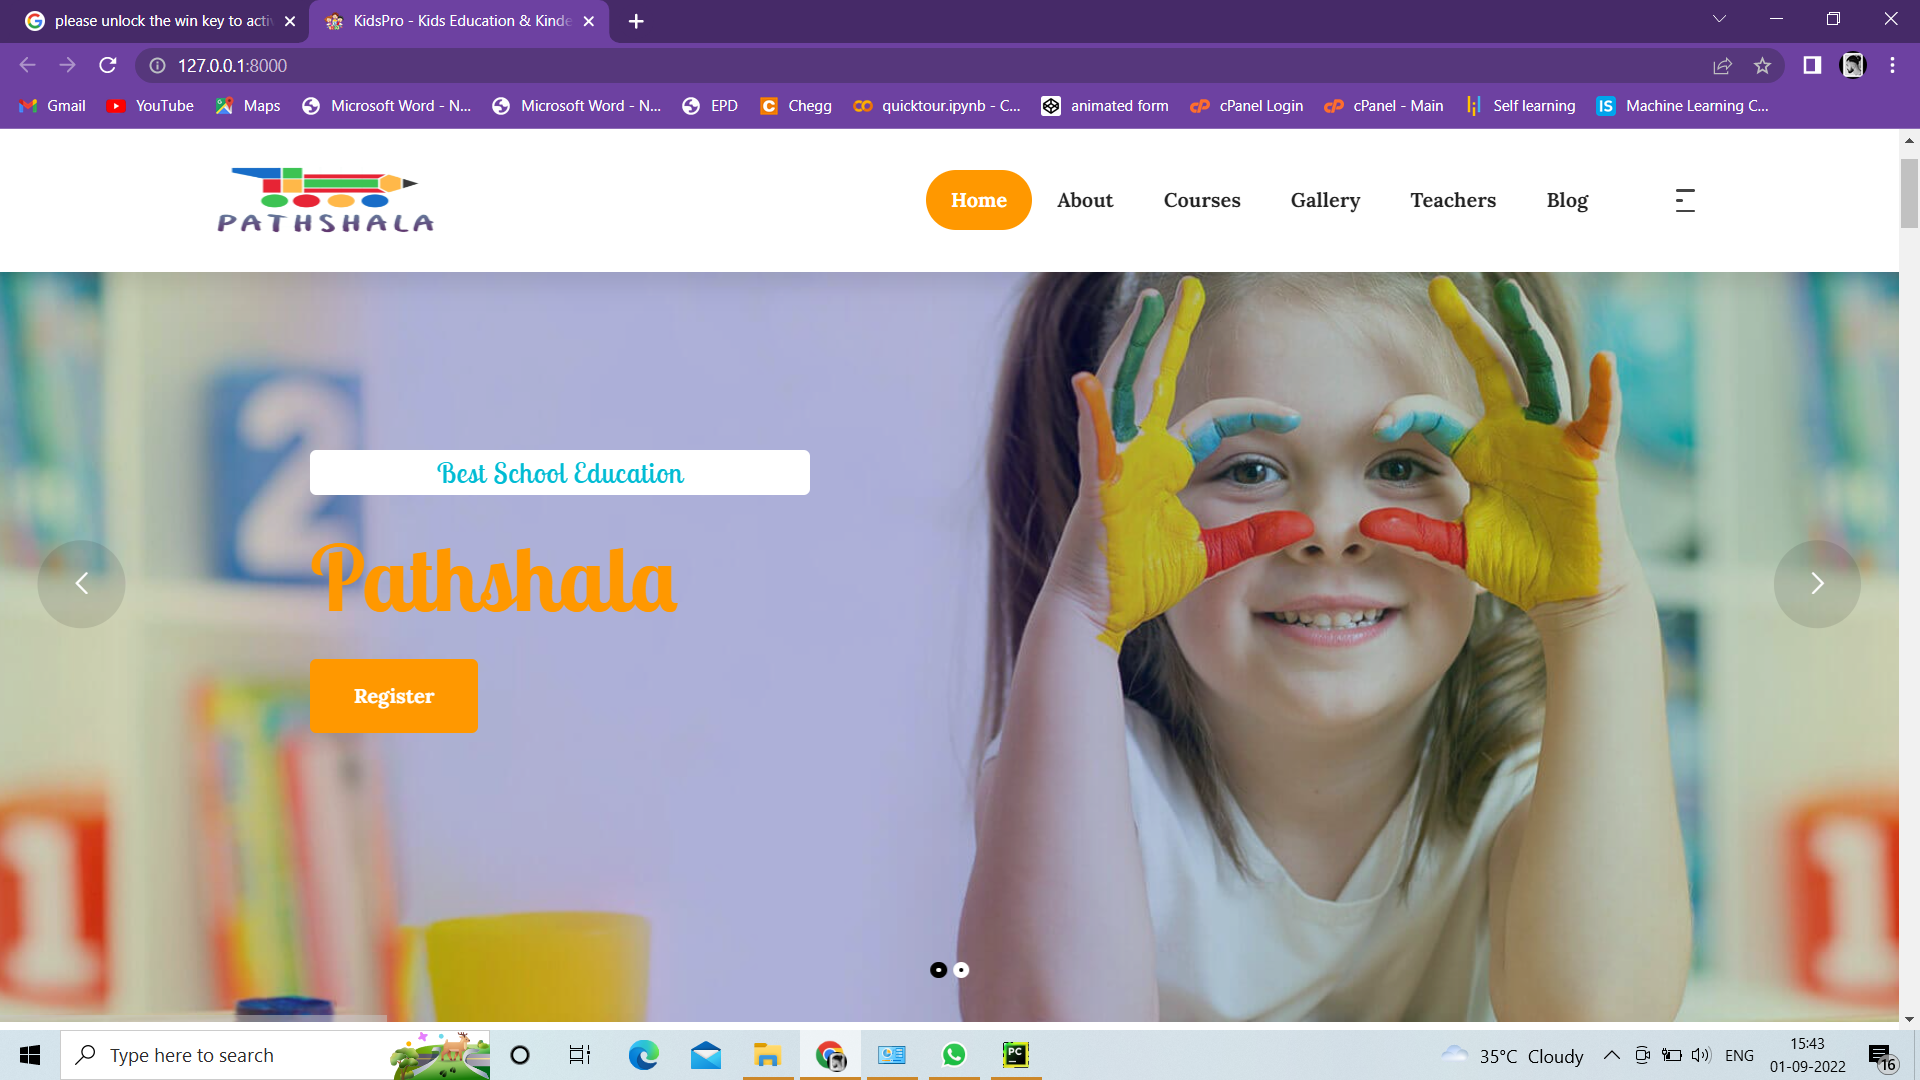 please unlock the win key to acti
KidsPro - Kids Education & Kinde
127.0.0.1:8000
Gmail YouTube Maps Microsoft Word - N... Microsoft Word - N... EPD Chegg quicktour.ipynb - C... animated form cPanel Login cPanel - Main Self learning Machine Learning C...
PATHSHALA
Home About Courses Gallery Teachers Blog
2
Best School Education
Pathshala
Register
1
1
Type here to search
35°C Cloudy
ENG
15:43
01-09-2022
16